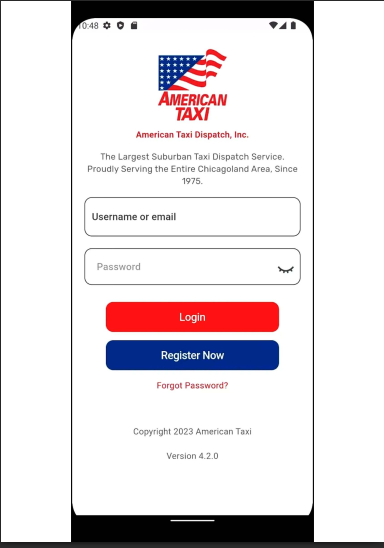 10:48
AMERICAN
TAXI
American Taxi Dispatch, Inc.
The Largest Suburban Taxi Dispatch Service.
Proudly Serving the Entire Chicagoland Area, Since
1975.
Username or email
Password
Login
Register Now
Forgot Password?
Copyright 2023 American Taxi
Version 4.2.0